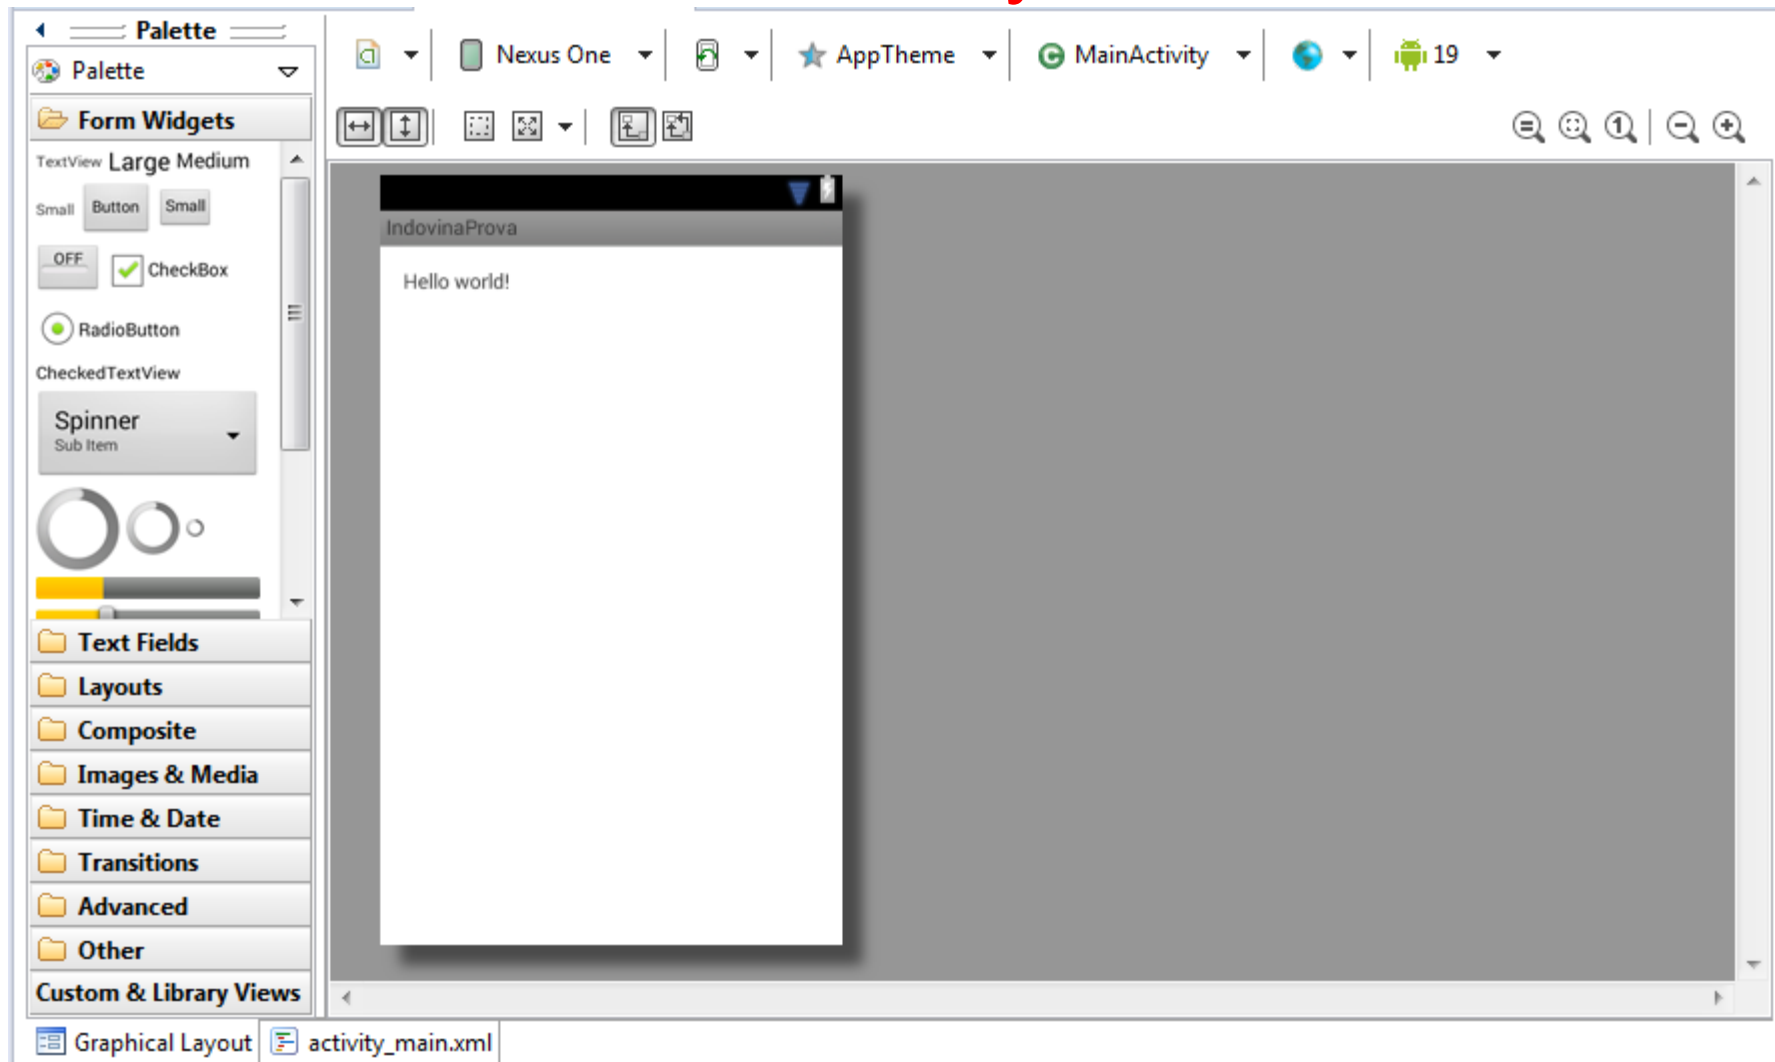 Palette
Palette
Form Widgets
TextView Large Medium
Small Button Small
OFF CheckBox
RadioButton
CheckedTextView
Spinner
Sub Item
Text Fields
Layouts
Composite
Images & Media
Time & Date
Transitions
Advanced
Other
Custom & Library Views
Graphical Layout activity_main.xml
Nexus One AppTheme MainActivity 19
IndovinaProva
Hello world!